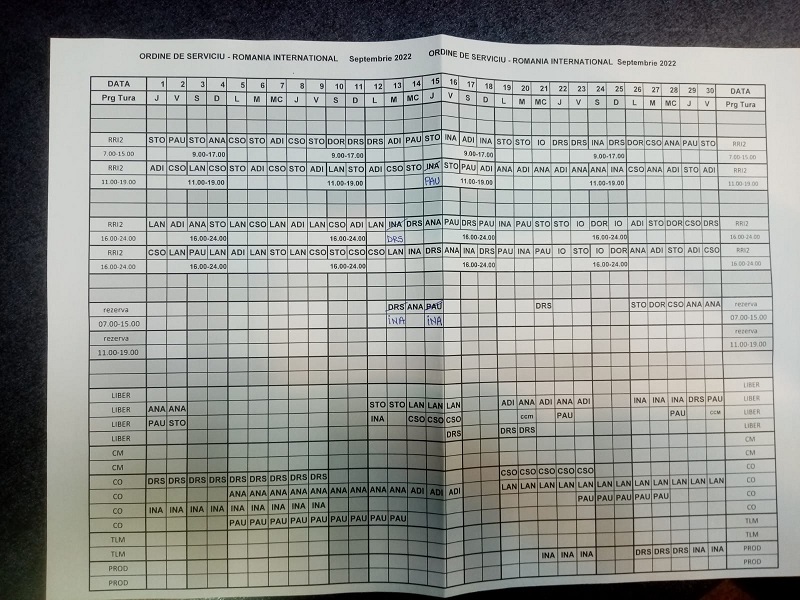 ORDINE DE SERVICIU - ROMANIA INTERNATIONAL Septembrie 2022 ORDINE DE SERVICIU - ROMANIA INTERNATIONAL Septembrie 2022
DATA 1 2 3 4 5 6 7 8 9 10 11 12 13 14 15 16 17 18 19 20 21 22 23 24 25 26 27 28 29 30 DATA
Prg Tura J V S D L M MC J V S D L M MC J V S D L M MC J V S D L M MC J V Prg Tura
RRI2 STO PAU STO ANA CSO STO ADI CSO STO DOR DRS DRS ADI PAU STO INA ADI INA STO STO IO DRS DRS INA DRS DOR CSO ANA PAU STO RRI2
7.00-15.00 9.00-17.00 9.00-17.00 9.00-17.00 9.00-17.00 7.00-15.00
RRI2 ADI CSO LAN CSO STO ADI CSO STO ADI LAN STO ADI CSO STO INA STO PAU ADI ANA ADI ANA ADI ANA ANA INA CSO ANA ADI STO ADI RRI2
11.00-19.00 11.00-19.00 11.00-19.00 PAU 11.00-19.00 11.00-19.00 11.00-19.00
RRI2 LAN ADI ANA STO LAN CSO LAN ADI LAN CSO ADI LAN INA DRS ANA PAU DRS PAU INA PAU STO STO IO DOR IO ADI STO DOR CSO DRS RRI2
16.00-24.00 16.00-24.00 16.00-24.00 DRS 16.00-24.00 16.00-24.00 16.00-24.00
RRI2 CSO LAN PAU LAN ADI LAN STO LAN CSO STO CSO CSO LAN INA DRS ANA INA DRS PAU INA PAU IO STO IO DOR STO ANA ADI STO ADI CSO RRI2
16.00-24.00 16.00-24.00 16.00-24.00 16.00-24.00 16.00-24.00 16.00-24.00
rezerva DRS ANA PAU DRS STO DOR CSO ANA ANA rezerva
07.00-15.00 INA INA 07.00-15.00
rezerva rezerva
11.00-19.00 11.00-19.00
LIBER LIBER
LIBER ANA ANA STO STO LAN LAN LAN ADI ANA ADI ANA ADI INA INA INA DRS PAU LIBER
LIBER PAU STO INA CSO CSO CSO ccm PAU PAU CCM LIBER
LIBER DRS DRS DRS LIBER
CM CM
CM CM
CO DRS DRS DRS DRS DRS DRS DRS DRS DRS CSO CSO CSO CSO CSO CO
CO ANA ANA ANA ANA ANA ANA ANA ANA ANA ADI ADI ADI LAN LAN LAN LAN LAN LAN LAN LAN LAN LAN LAN CO
CO INA INA INA INA INA INA INA INA INA PAU PAU PAU PAU PAU CO
CO PAU PAU PAU PAU PAU PAU PAU PAU PAU CO
TLM TLM
TLM INA INA INA DRS DRS DRS INA INA PROD
PROD PROD
PROD